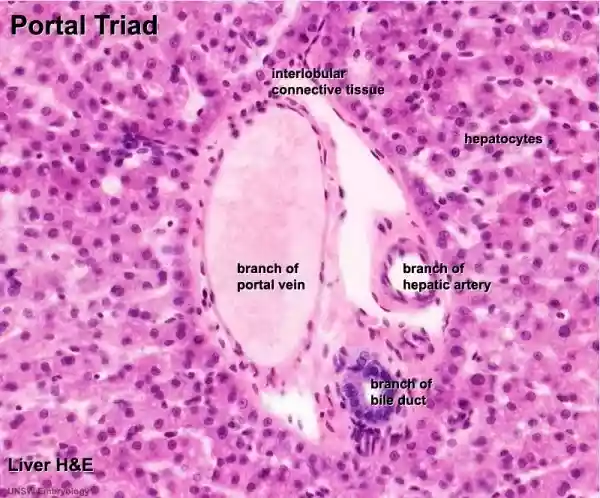 Portal Triad
interlobular
connective tissue
hepatocytes
branch of
portal vein
branch of
hepatic artery
branch of
bile duct
Liver H&E
UNSW Embryology